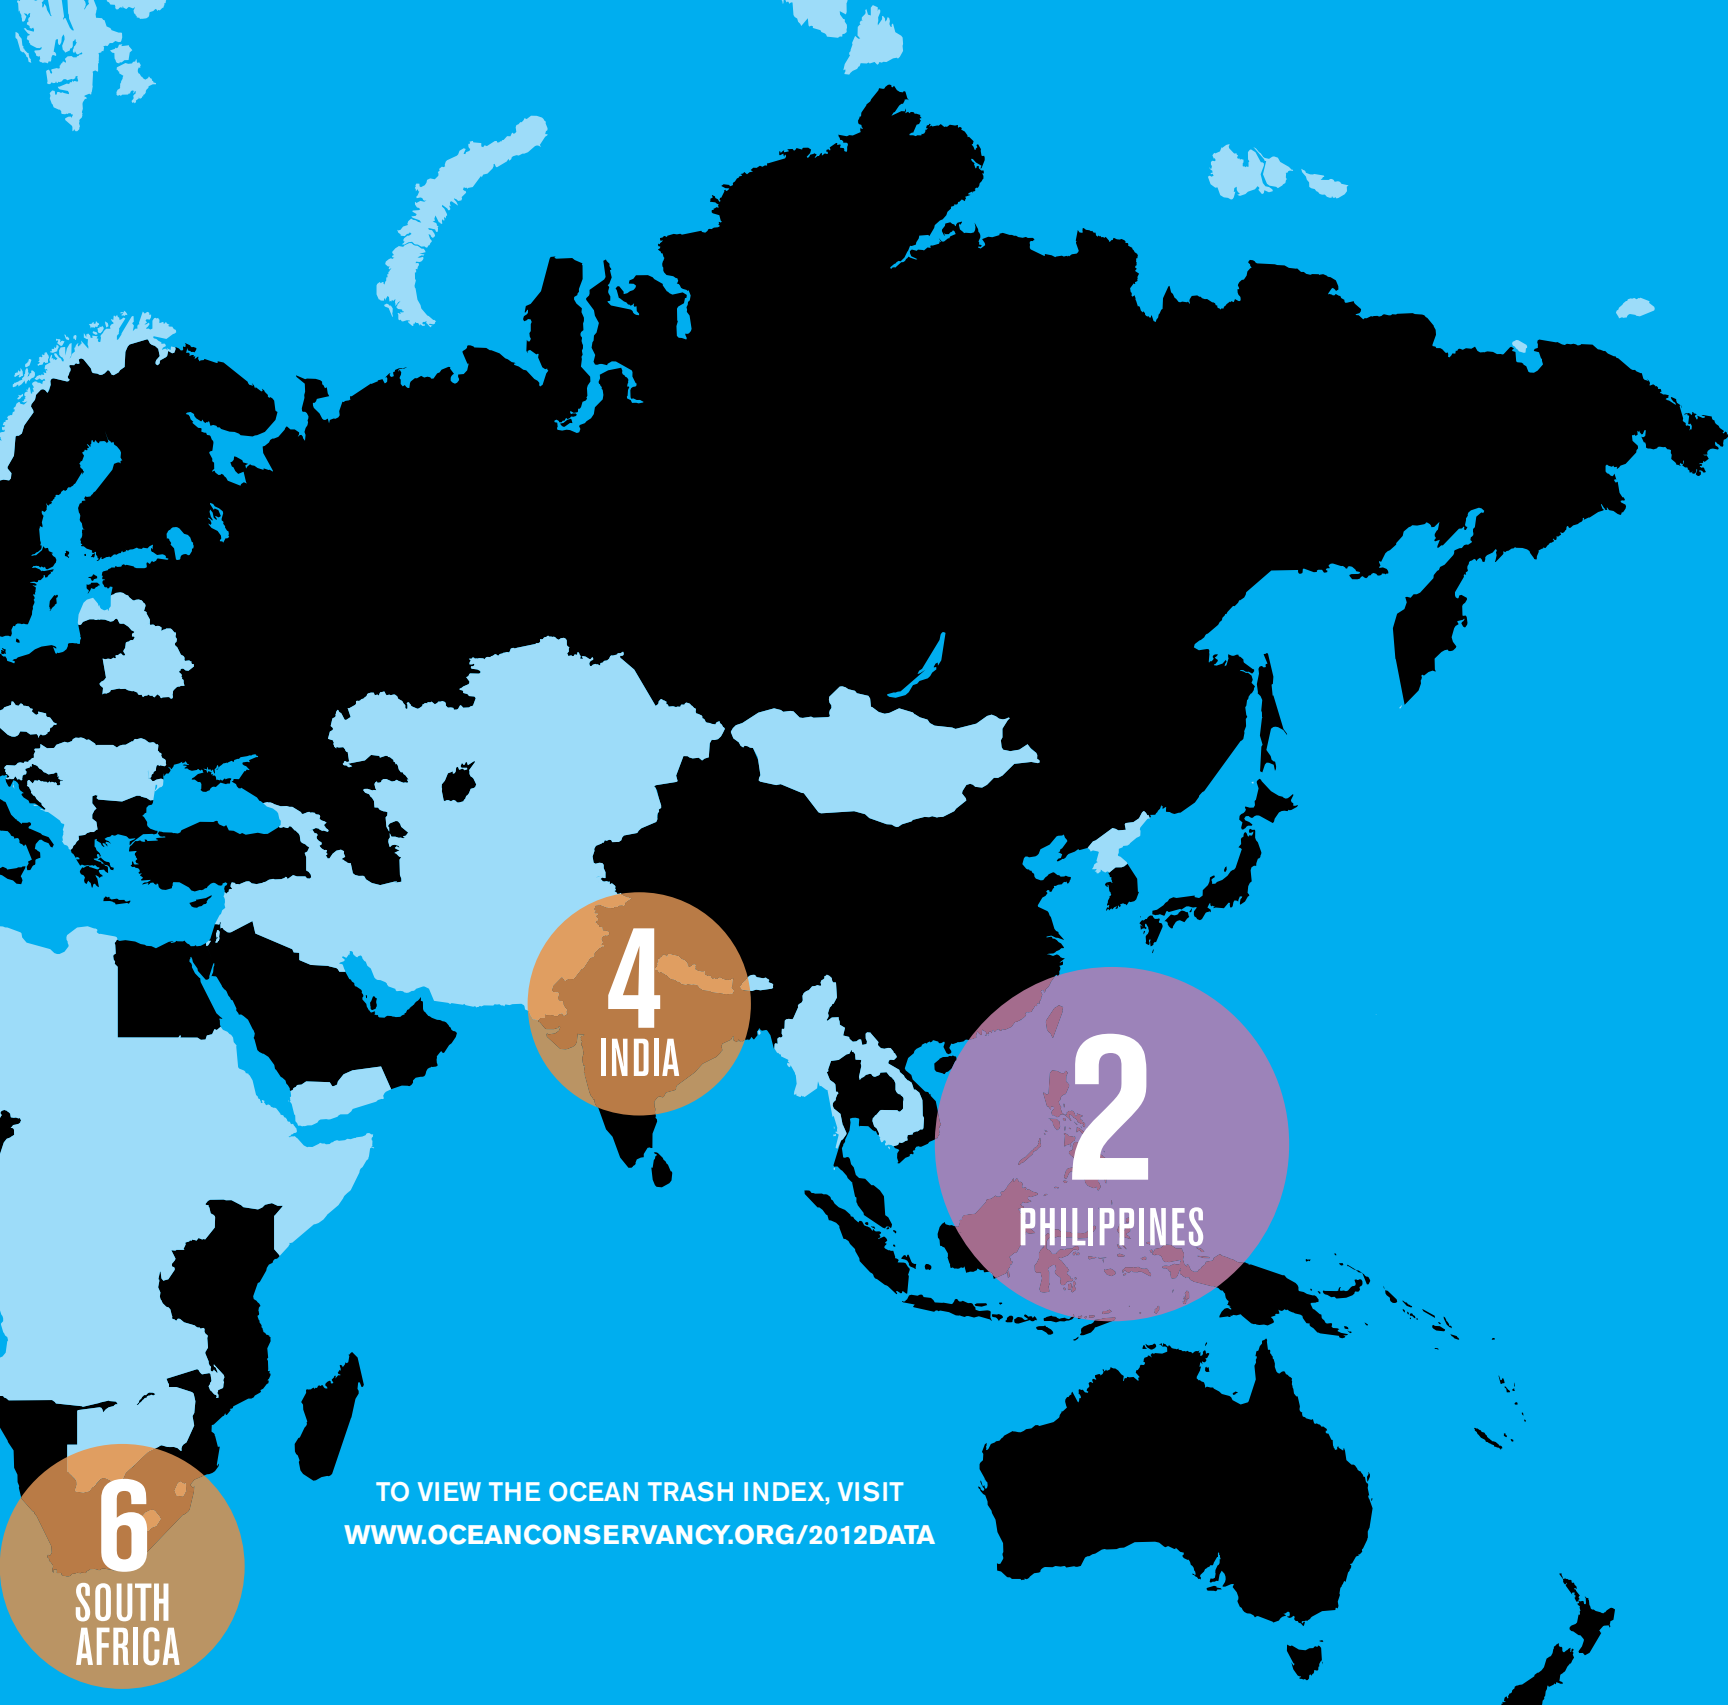 4
INDIA
2
PHILIPPINES
6
SOUTH
AFRICA
TO VIEW THE OCEAN TRASH INDEX, VISIT
WWW.OCEANCONSERVANCY.ORG/2012DATA